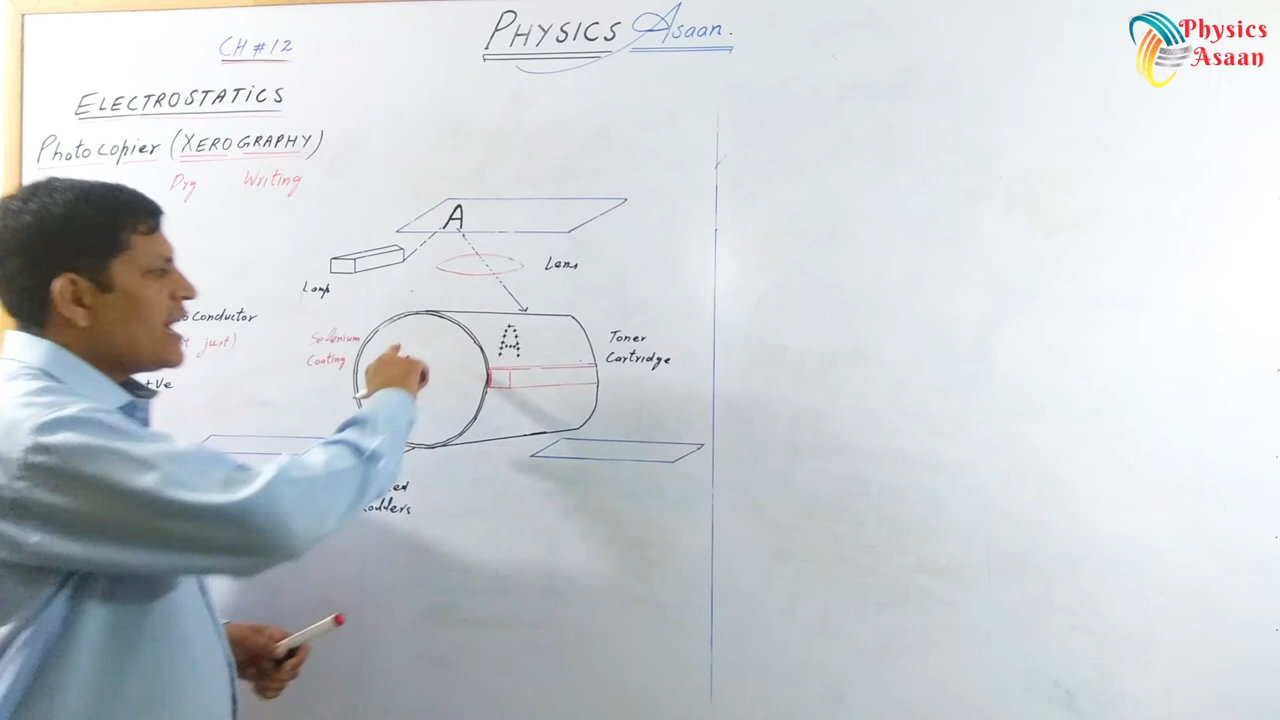 CH # 12
PHYSICS Asaan.
Physics
Asaan
ELECTROSTATICS
Photocopier (XEROGRAPHY)
Dry Writing
A
Lens
Lamp
conductor
just)
Selenium
Coating
A
Toner
Cartridge
+ve